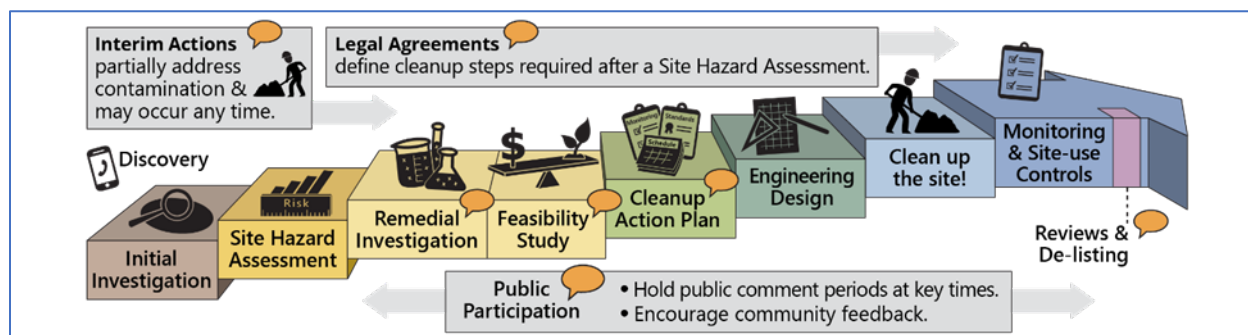 Interim Actions
partially address
contamination &
may occur any time.
Legal Agreements
define cleanup steps required after a Site Hazard Assessment.
Discovery
Initial
Investigation
Risk
Site Hazard
Assessment
Remedial
Investigation
$
Feasibility
Study
Monitoring
Standards
Schedule
Cleanup
Action Plan
Engineering
Design
Clean up
the site!
Monitoring
& Site-use
Controls
Reviews &
De-listing
Public
Participation
• Hold public comment periods at key times.
• Encourage community feedback.